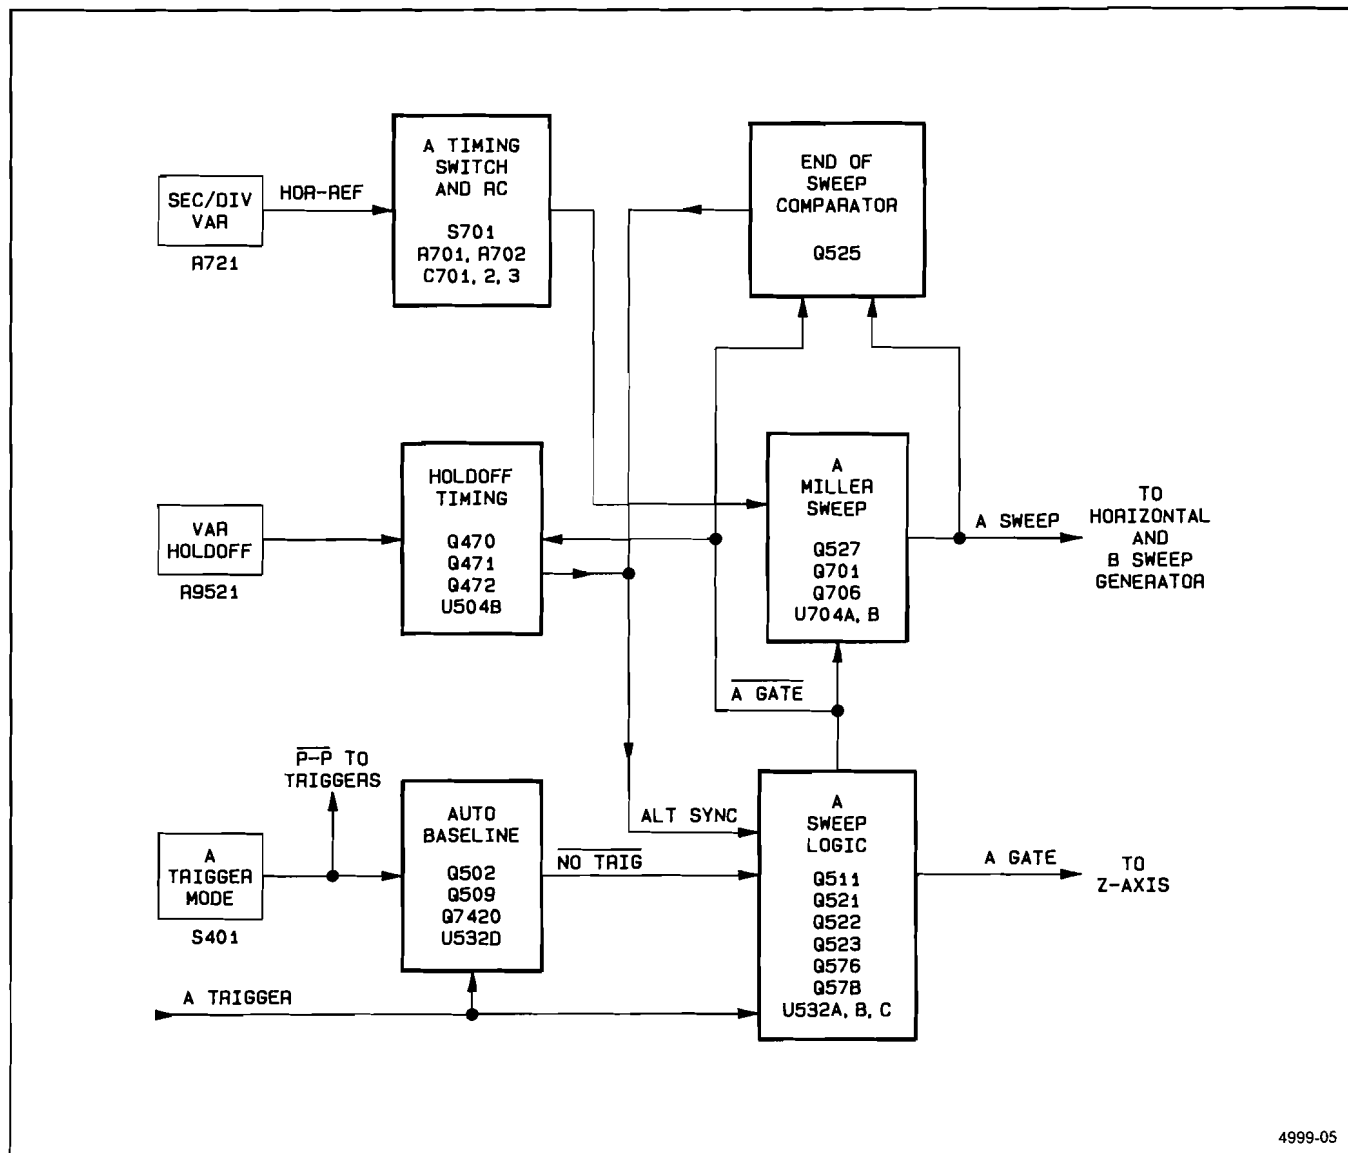 A TIMING
SWITCH
AND RC
S701
R701, R702
C701, 2, 3
SEC/DIV
VAR
R721
HOR-REF
END OF
SWEEP
COMPARATOR
Q525
HOLDOFF
TIMING
Q470
Q471
Q472
U504B
VAR
HOLDOFF
R9521
A
MILLER
SWEEP
Q527
Q701
Q706
U704A, B
A SWEEP
TO
HORIZONTAL
AND
B SWEEP
GENERATOR
A GATE
P-P TO
TRIGGERS
AUTO
BASELINE
Q502
Q509
Q7420
U532D
A
TRIGGER
MODE
S401
A TRIGGER
ALT SYNC
NO TRIG
A
SWEEP
LOGIC
Q511
Q521
Q522
Q523
Q576
Q578
U532A, B, C
A GATE
TO
Z-AXIS
4999-05